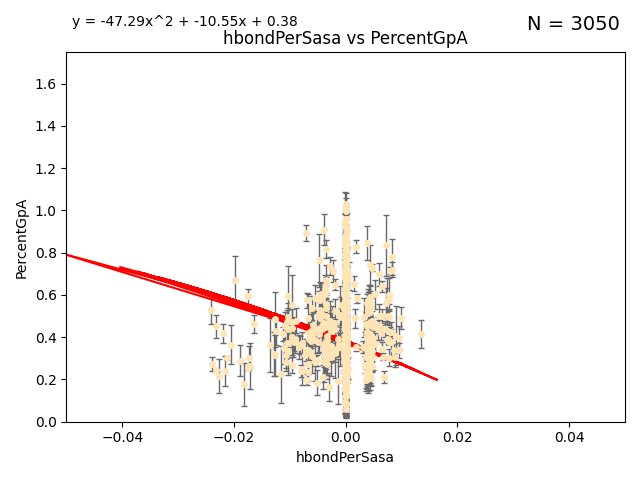 y = -47.29x^2 + -10.55x + 0.38
N = 3050
hbondPerSasa vs PercentGpA
1.6
1.4
1.2
1.0
0.8
0.6
0.4
0.2
0.0
PercentGpA
−0.04
−0.02
0.00
0.02
0.04
hbondPerSasa